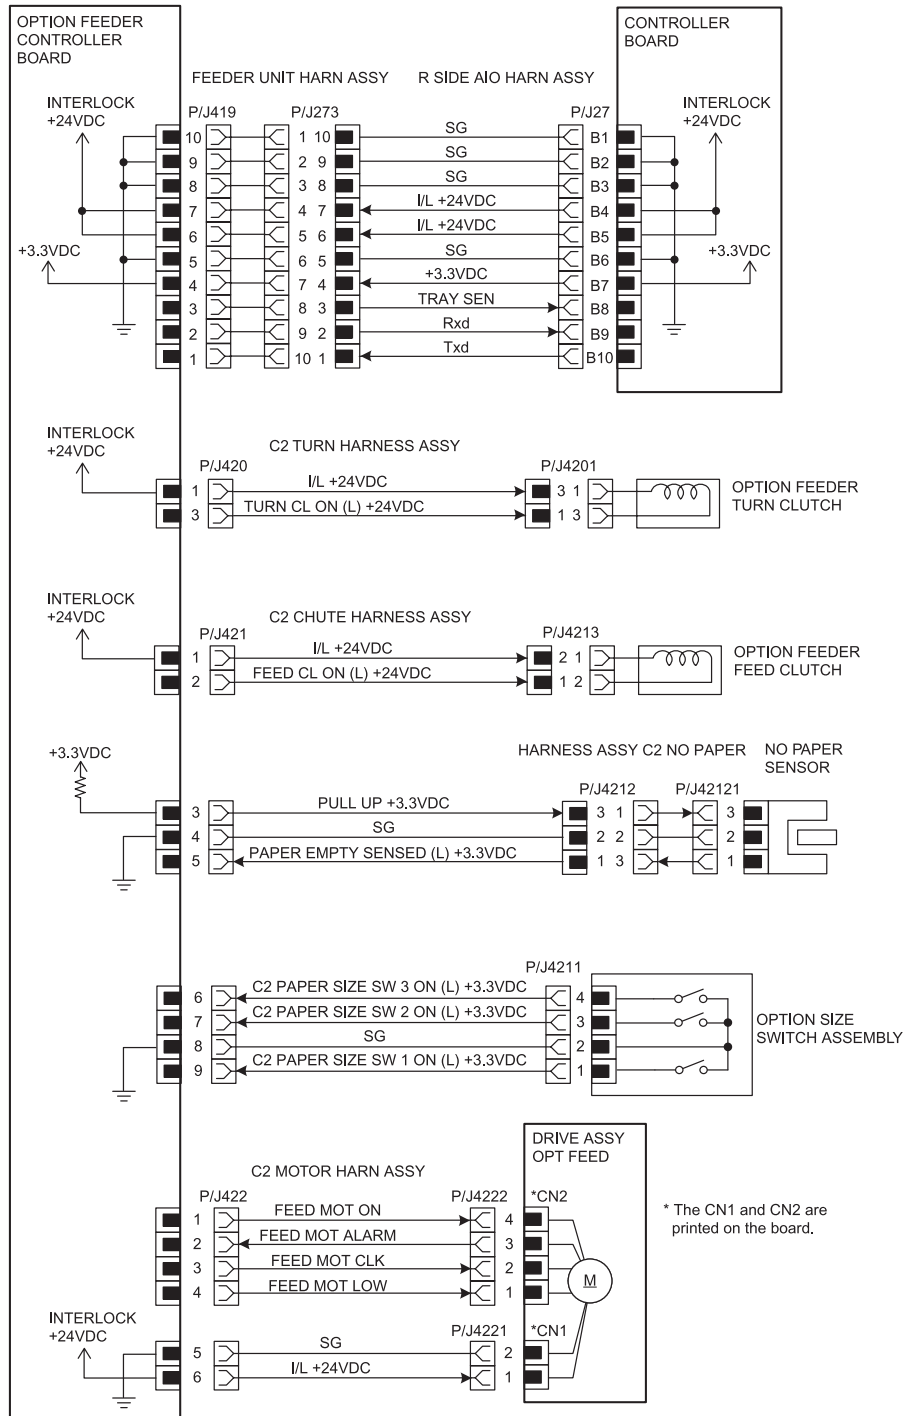 OPTION FEEDER
CONTROLLER
BOARD
CONTROLLER
BOARD
FEEDER UNIT HARN ASSY
R SIDE AIO HARN ASSY
INTERLOCK
+24VDC
P/J419
P/J273
P/J27
INTERLOCK
+24VDC
10 1 10 SG B1
9 2 9 SG B2
8 3 8 SG B3
7 4 7 I/L +24VDC B4
6 5 6 I/L +24VDC B5
+3.3VDC
5 6 5 SG B6
+3.3VDC
4 7 4 +3.3VDC B7
3 8 3 TRAY SEN B8
2 9 2 Rxd B9
1 10 1 Txd B10
INTERLOCK
+24VDC
C2 TURN HARNESS ASSY
P/J420
P/J4201
1 I/L +24VDC 3 1
3 TURN CL ON (L) +24VDC 1 3
OPTION FEEDER
TURN CLUTCH
INTERLOCK
+24VDC
C2 CHUTE HARNESS ASSY
P/J421
P/J4213
1 I/L +24VDC 2 1
2 FEED CL ON (L) +24VDC 1 2
OPTION FEEDER
FEED CLUTCH
+3.3VDC
HARNESS ASSY C2 NO PAPER
NO PAPER
SENSOR
P/J4212
P/J42121
3 PULL UP +3.3VDC 3 1 3
4 SG 2 2 2
5 PAPER EMPTY SENSED (L) +3.3VDC 1 3 1
P/J4211
6 C2 PAPER SIZE SW 3 ON (L) +3.3VDC 4
7 C2 PAPER SIZE SW 2 ON (L) +3.3VDC 3
8 SG 2
9 C2 PAPER SIZE SW 1 ON (L) +3.3VDC 1
OPTION SIZE
SWITCH ASSEMBLY
DRIVE ASSY
OPT FEED
C2 MOTOR HARN ASSY
P/J422
P/J4222
*CN2
1 FEED MOT ON 4
2 FEED MOT ALARM 3
3 FEED MOT CLK 2
4 FEED MOT LOW 1
M
* The CN1 and CN2 are
printed on the board.
INTERLOCK
+24VDC
P/J4221
*CN1
5 SG 2
6 I/L +24VDC 1